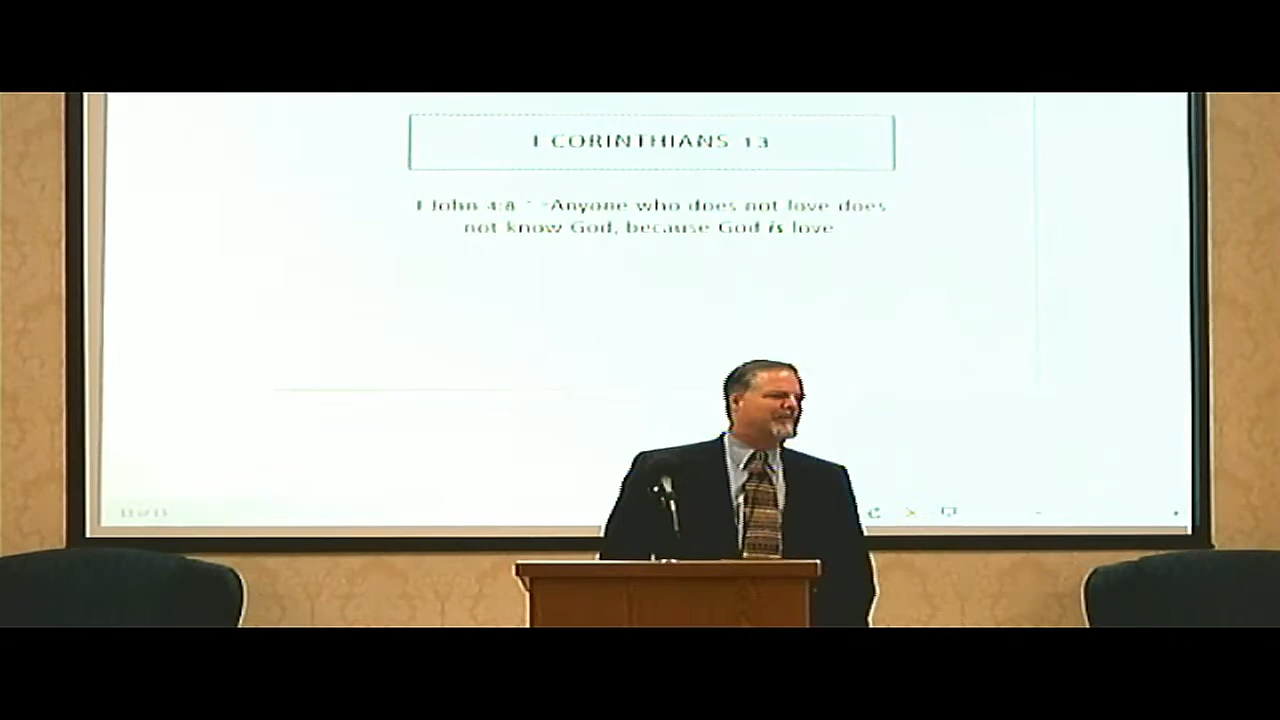 I CORINTHIANS 13
I John 4:8 - "Anyone who does not love does
not know God, because God is love